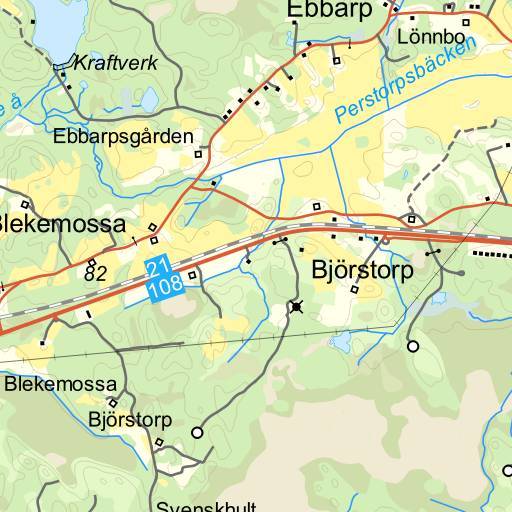 Ebbarp
Lönnbo
Kraftverk
Perstorpsbäcken
e å
Ebbarpsgården
Blekemossa
82
21
108
Björstorp
Blekemossa
Björstorp
Svenskhult